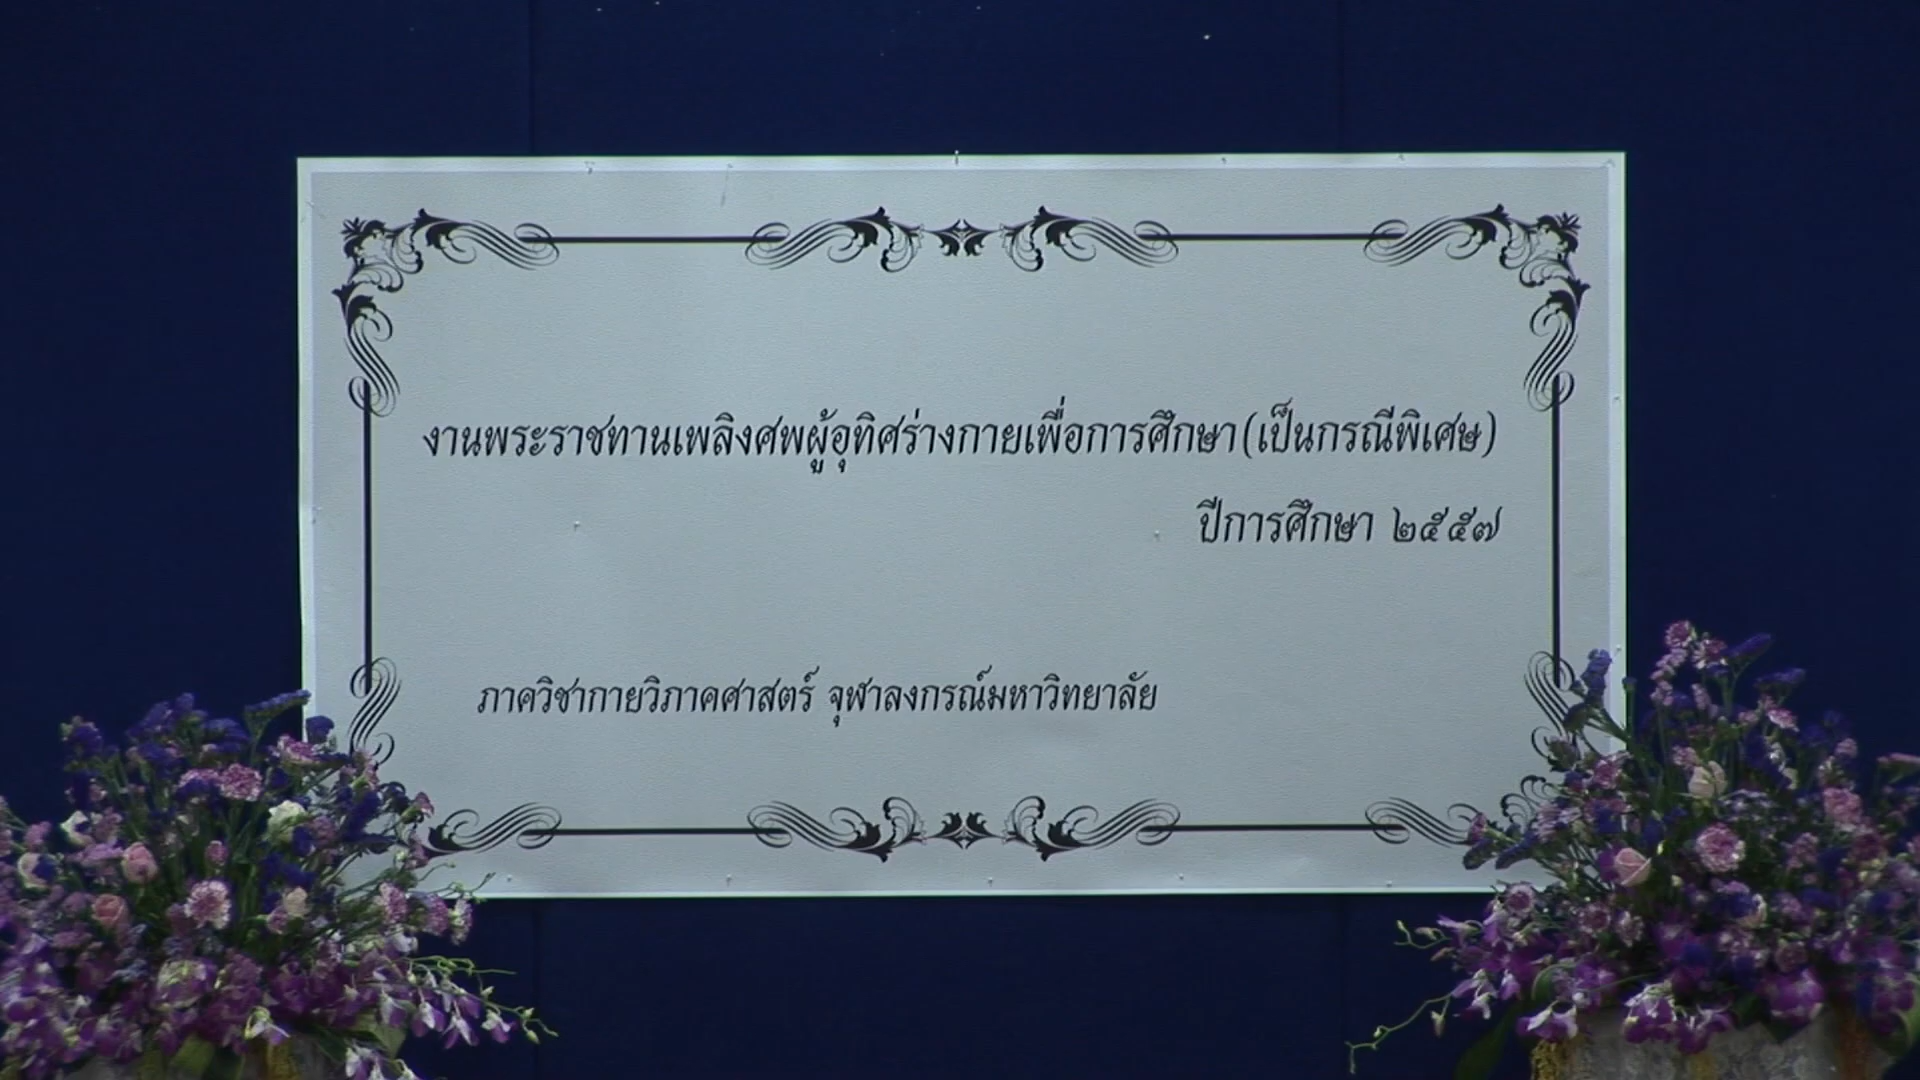 งานพระราชทานเพลิงศพผู้อุทิศร่างกายเพื่อการศึกษา(เป็นกรณีพิเศษ)
ปีการศึกษา ๒๕๕๗
ภาควิชากายวิภาคศาสตร์ จุฬาลงกรณ์มหาวิทยาลัย